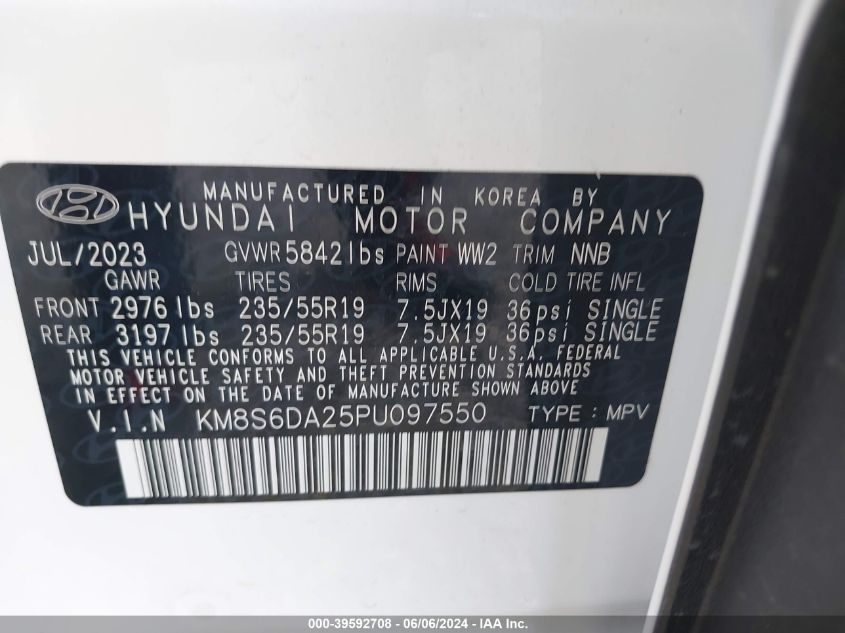 MANUFACTURED IN KOREA BY
HYUNDAI MOTOR COMPANY
JUL/2023 GVWR 5842lbs PAINT WW2 TRIM NNB
GAWR TIRES RIMS COLD TIRE INFL
FRONT 2976 lbs 235/55R19 7.5JX19 36psi SINGLE
REAR 3197 lbs 235/55R19 7.5JX19 36psi SINGLE
THIS VEHICLE CONFORMS TO ALL APPLICABLE U.S.A. FEDERAL
MOTOR VEHICLE SAFETY AND THEFT PREVENTION STANDARDS
IN EFFECT ON THE DATE OF MANUFACTURE SHOWN ABOVE
V.I.N KM8S6DA25PU097550 TYPE : MPV
000-39592708 - 06/06/2024 - IAA Inc.